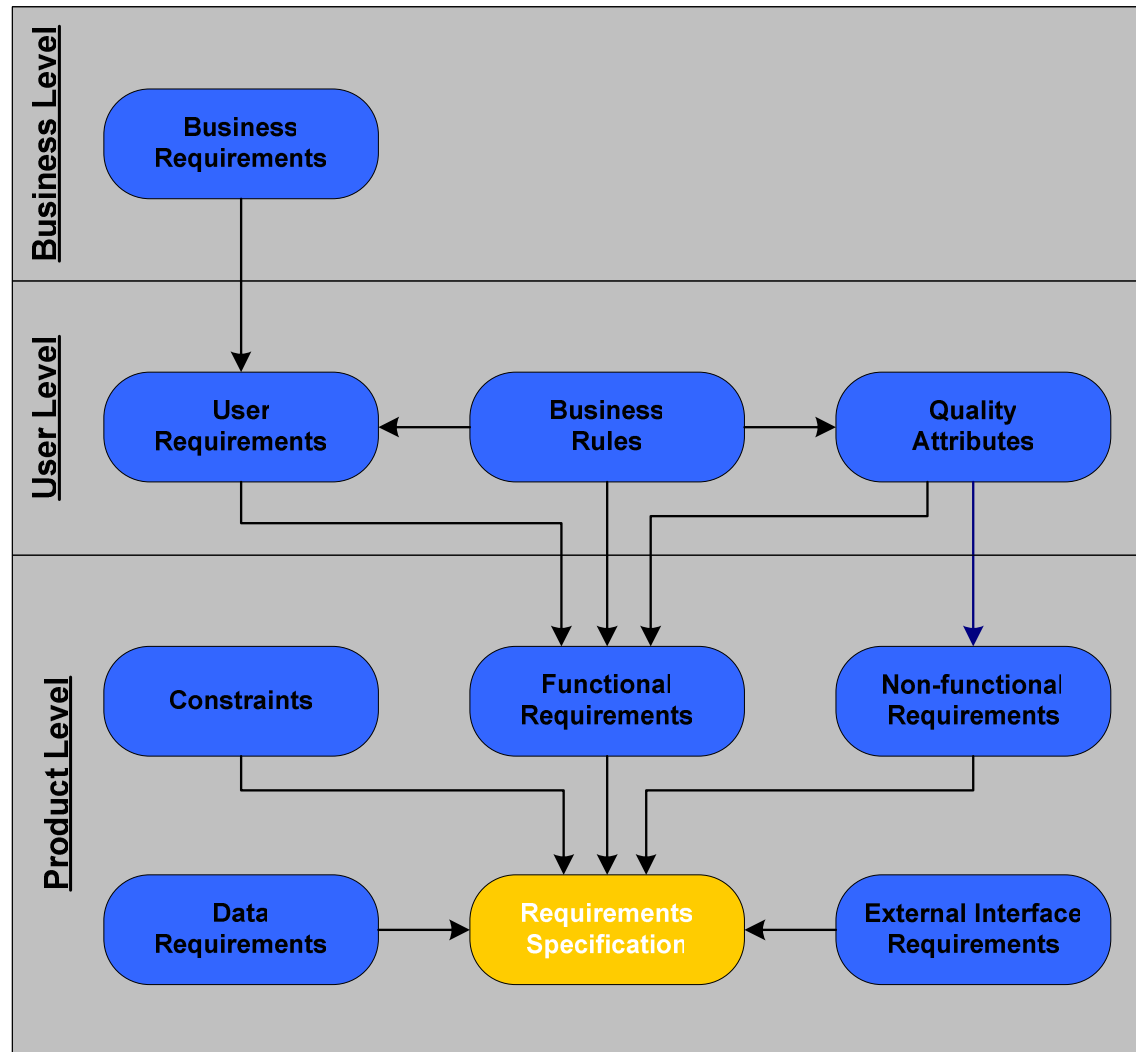 Business Level
Business
Requirements
User Level
User
Requirements
Business
Rules
Quality
Attributes
Product Level
Constraints
Functional
Requirements
Non-functional
Requirements
Data
Requirements
Requirements
Specification
External Interface
Requirements